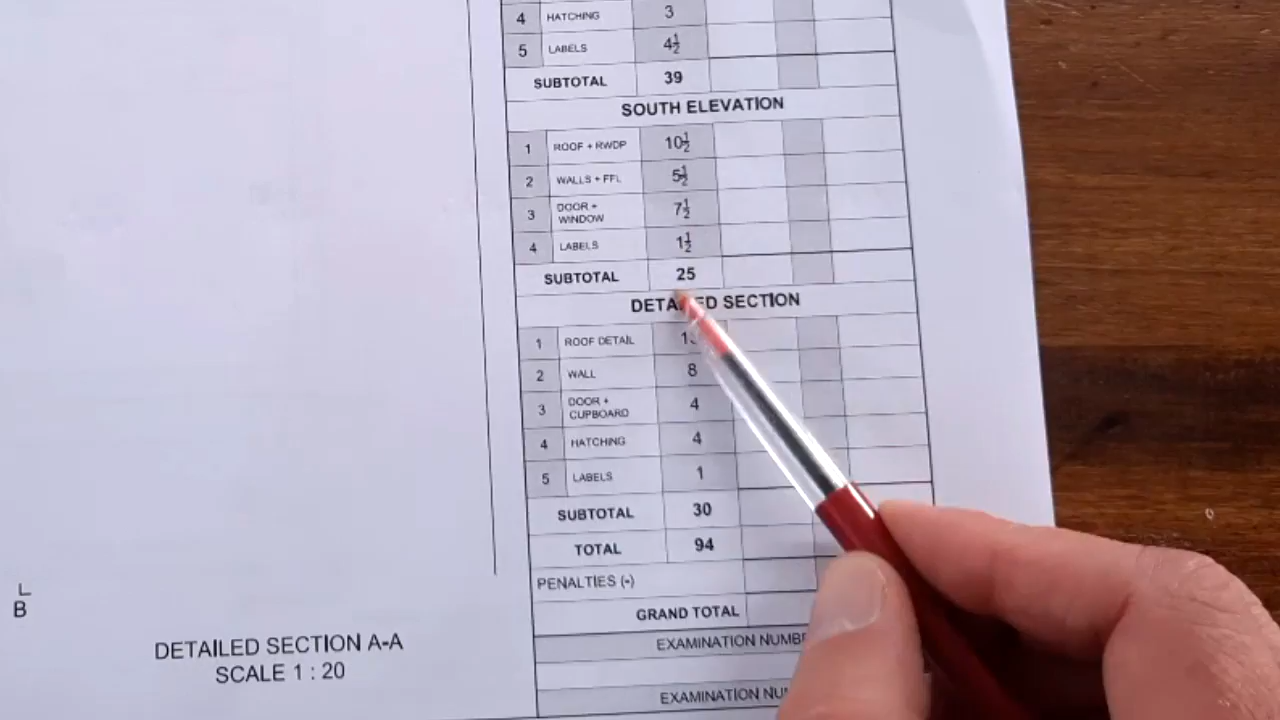 4 HATCHING 3
5 LABELS 4½
SUBTOTAL 39
SOUTH ELEVATION
1 ROOF + RWDP 10½
2 WALLS + FFL 5½
3 DOOR + WINDOW 7½
4 LABELS 1½
SUBTOTAL 25
DETAILED SECTION
1 ROOF DETAIL
2 WALL 8
3 DOOR + CUPBOARD 4
4 HATCHING 4
5 LABELS 1
SUBTOTAL 30
TOTAL 94
PENALTIES (-)
GRAND TOTAL
EXAMINATION
EXAMINATION
L
B
DETAILED SECTION A-A
SCALE 1 : 20